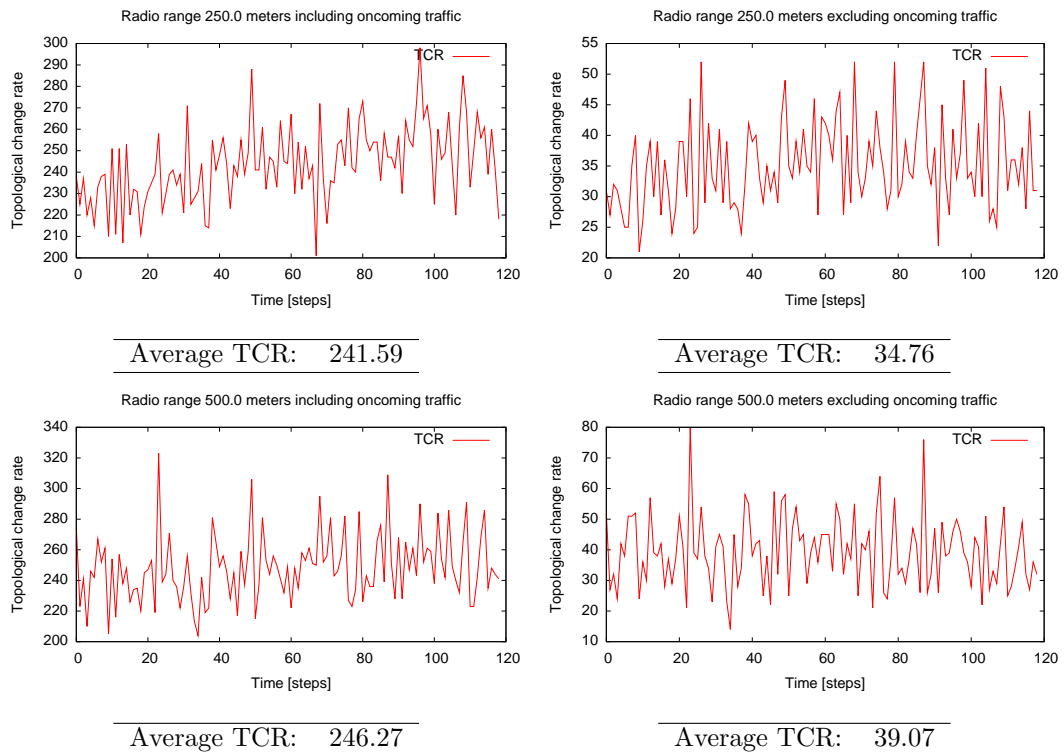 Radio range 250.0 meters including oncoming traffic
TCR
Topological change rate
300
290
280
270
260
250
240
230
220
210
200
0 20 40 60 80 100 120
Time [steps]
Average TCR: 241.59
Radio range 250.0 meters excluding oncoming traffic
TCR
Topological change rate
55
50
45
40
35
30
25
20
0 20 40 60 80 100 120
Time [steps]
Average TCR: 34.76
Radio range 500.0 meters including oncoming traffic
TCR
Topological change rate
340
320
300
280
260
240
220
200
0 20 40 60 80 100 120
Time [steps]
Average TCR: 246.27
Radio range 500.0 meters excluding oncoming traffic
TCR
Topological change rate
80
70
60
50
40
30
20
10
0 20 40 60 80 100 120
Time [steps]
Average TCR: 39.07